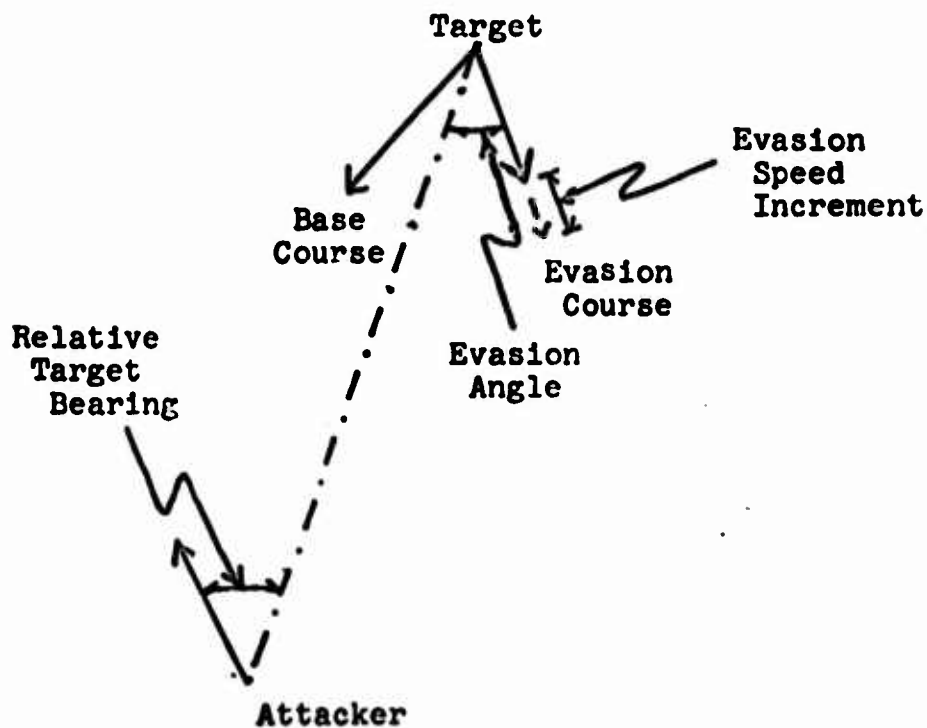 Target
Evasion
Speed
Increment
Base
Course
Evasion
Course
Relative
Target
Bearing
Evasion
Angle
Attacker